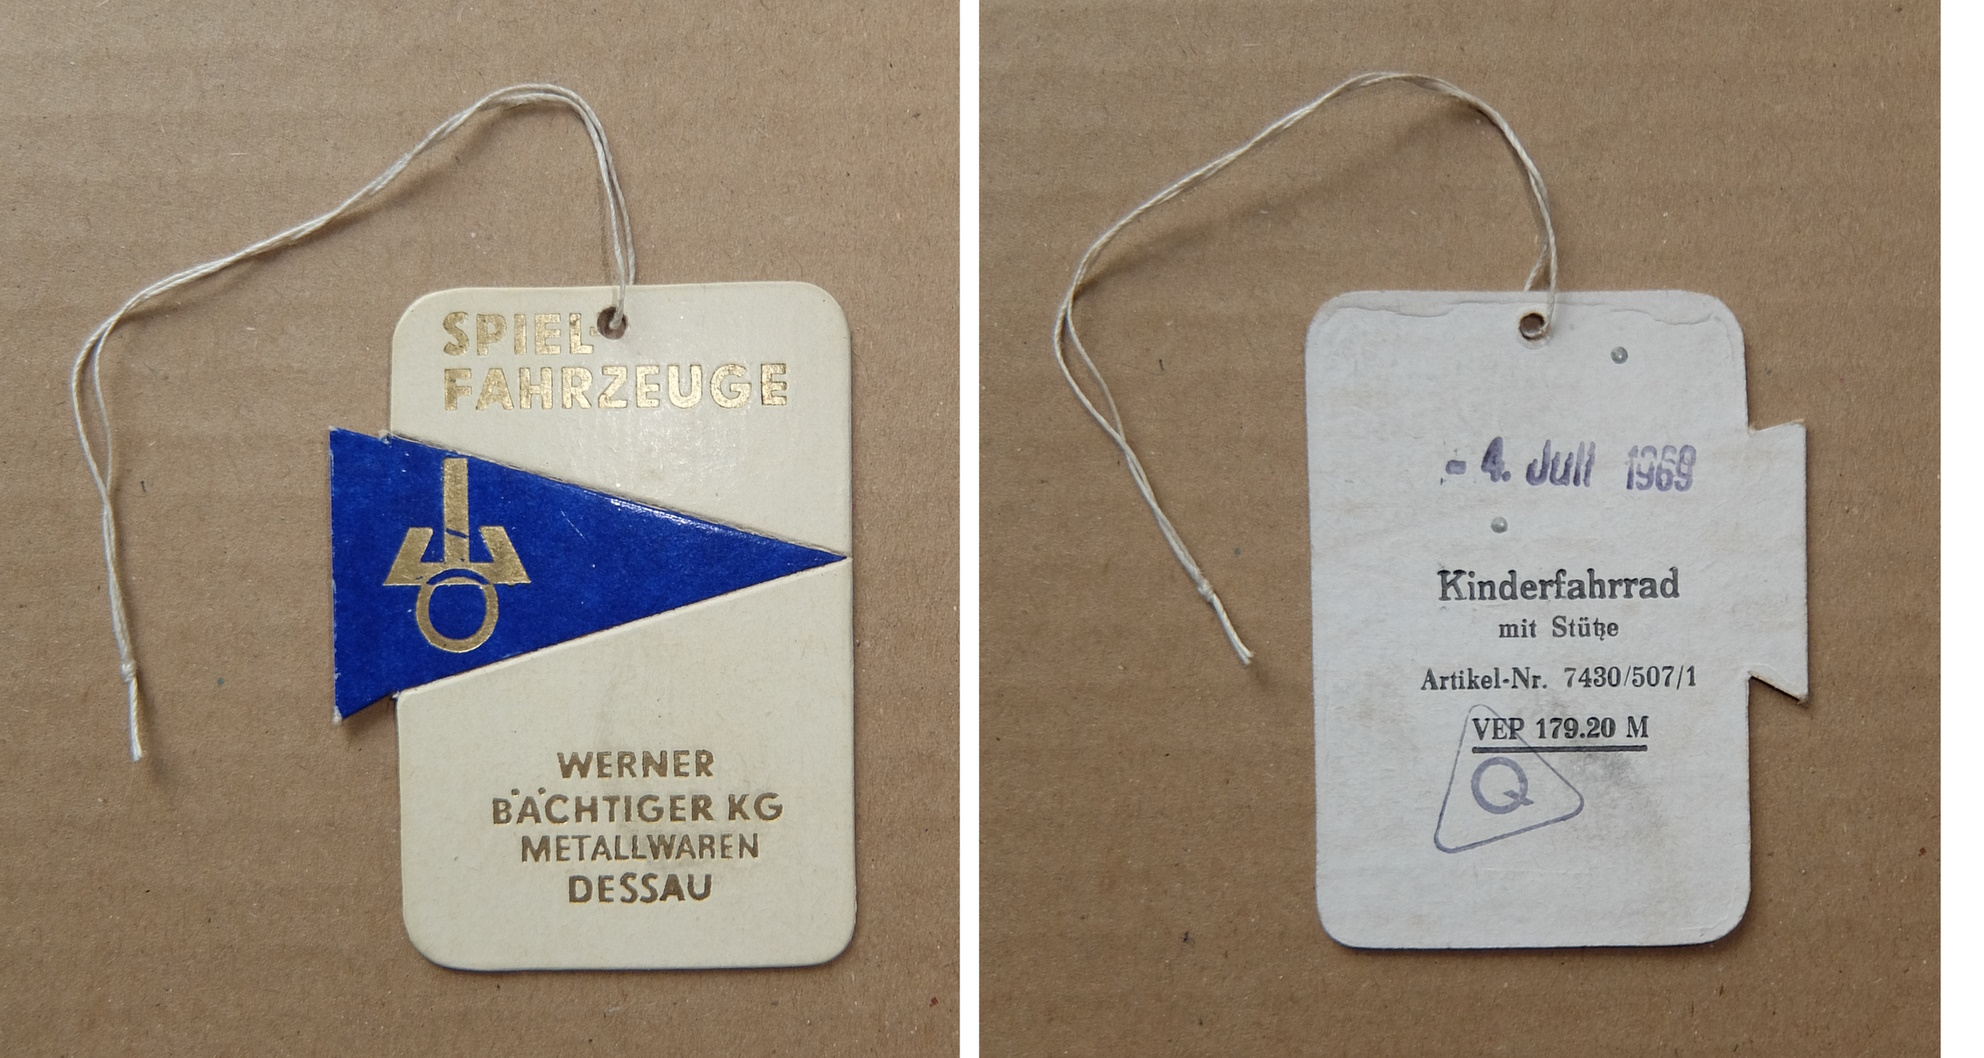 SPIEL-
FAHRZEUGE
WERNER
BÄCHTIGER KG
METALLWAREN
DESSAU
- 4. Juli 1969
Kinderfahrrad
mit Stütze
Artikel-Nr. 7430/507/1
VEP 179.20 M
Q